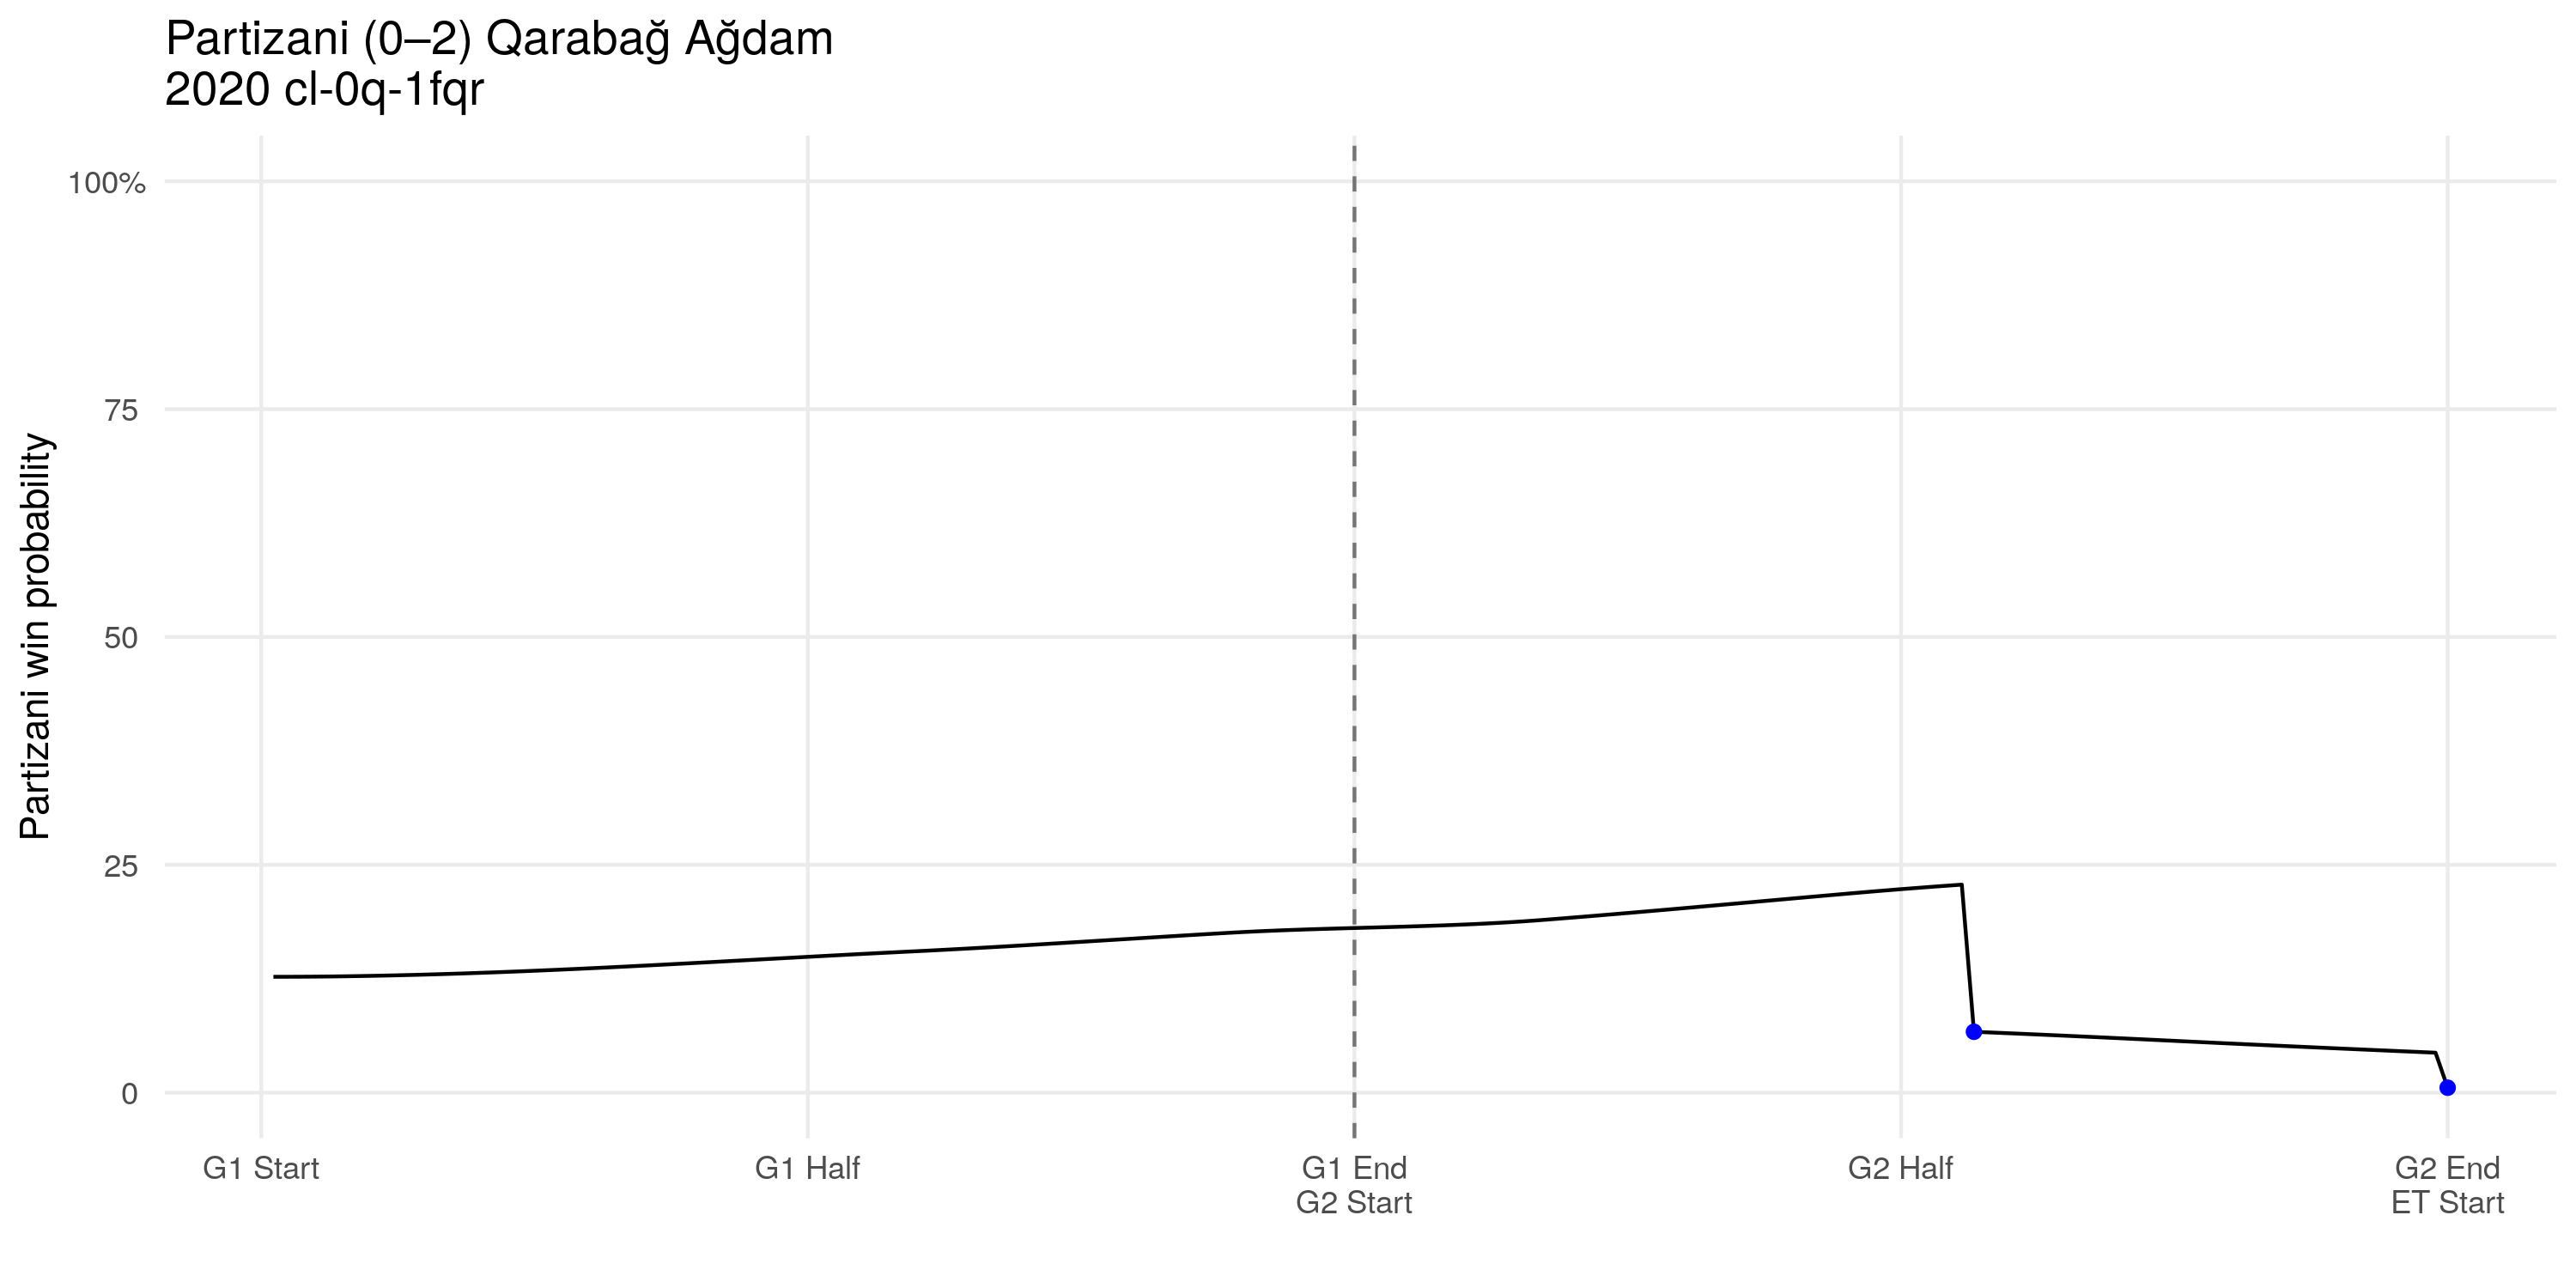 Partizani (0–2) Qarabağ Ağdam
2020 cl-0q-1fqr
Partizani win probability
100%
75
50
25
0
G1 Start
G1 Half
G1 End
G2 Start
G2 Half
G2 End
ET Start